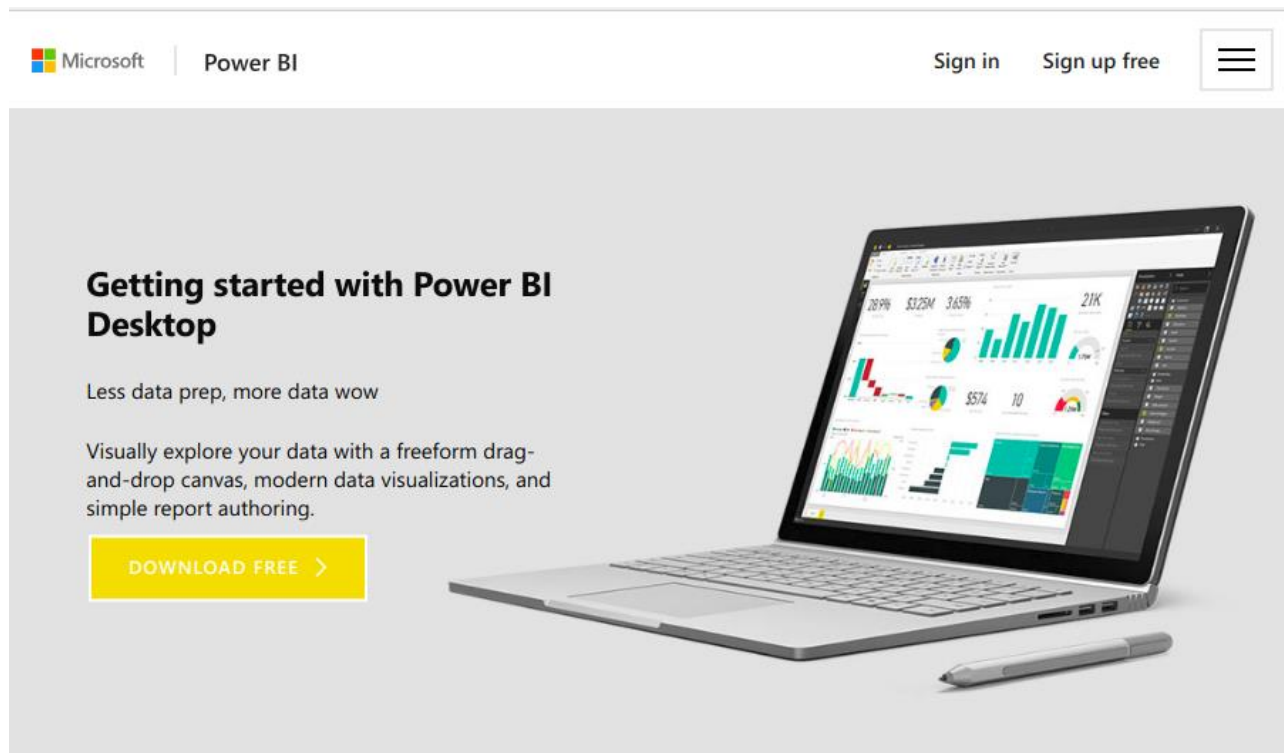 Microsoft
Power BI
Sign in
Sign up free
Getting started with Power BI
Desktop
Less data prep, more data wow
Visually explore your data with a freeform drag-
and-drop canvas, modern data visualizations, and
simple report authoring.
DOWNLOAD FREE
28.9%
$3.25M
3.65%
21K
$574
10